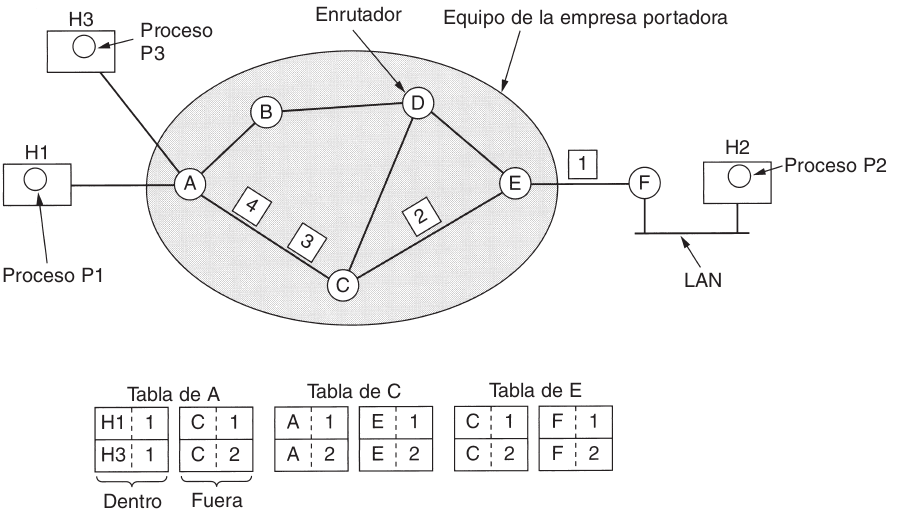 H3
Proceso
P3
Enrutador
Equipo de la empresa portadora
B
D
H1
A
4
3
2
E
1
F
H2
Proceso P2
C
Proceso P1
LAN
Tabla de A
Tabla de C
Tabla de E
H1 1 C 1 A 1 E 1 C 1 F 1
H3 1 C 2 A 2 E 2 C 2 F 2
Dentro Fuera